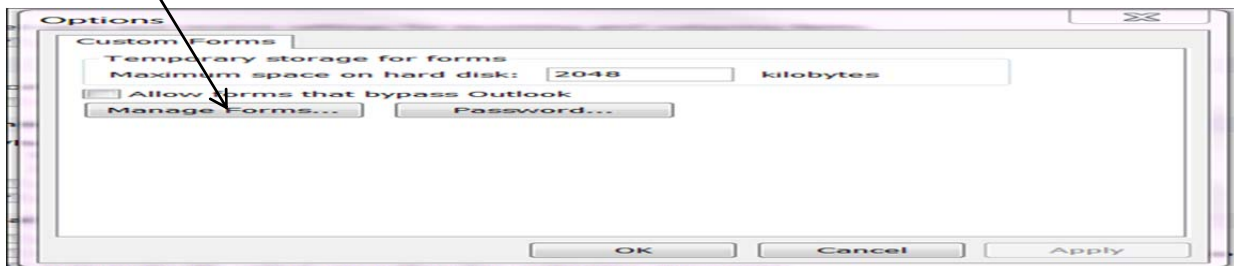 Options
Custom Forms
Temporary storage for forms
Maximum space on hard disk: 2048 kilobytes
Allow forms that bypass Outlook
Manage Forms... Password...
OK Cancel Apply